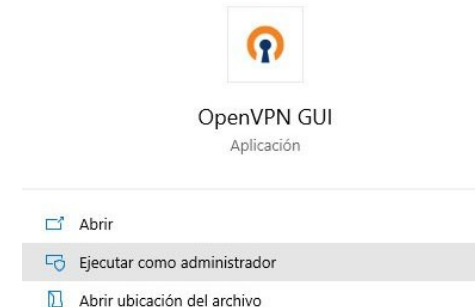 OpenVPN GUI
Aplicación
Abrir
Ejecutar como administrador
Abrir ubicación del archivo